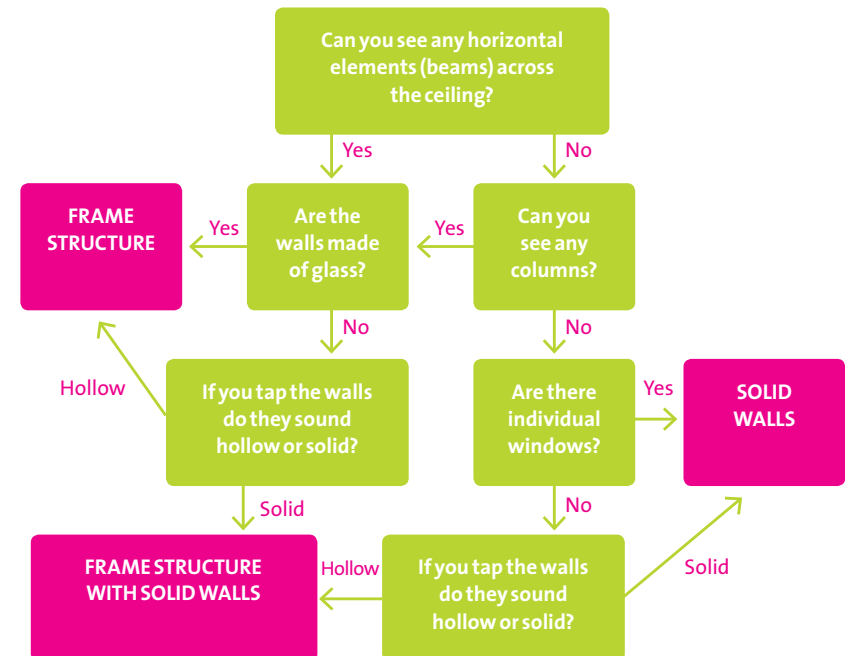 Can you see any horizontal
elements (beams) across
the ceiling?
Yes
No
FRAME
STRUCTURE
Yes
Are the
walls made
of glass?
Yes
Can you
see any
columns?
No
No
Hollow
If you tap the walls
do they sound
hollow or solid?
Are there
individual
windows?
Yes
SOLID
WALLS
Solid
No
FRAME STRUCTURE
WITH SOLID WALLS
Hollow
If you tap the walls
do they sound
hollow or solid?
Solid